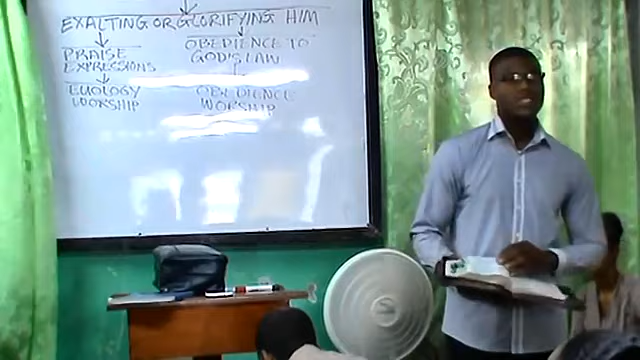 EXALTING OR GLORIFYING HIM
PRAISE
EXPRESSIONS
EULOGY
WORSHIP
OBEDIENCE TO
GOD'S LAW
OBEDIENCE
WORSHIP